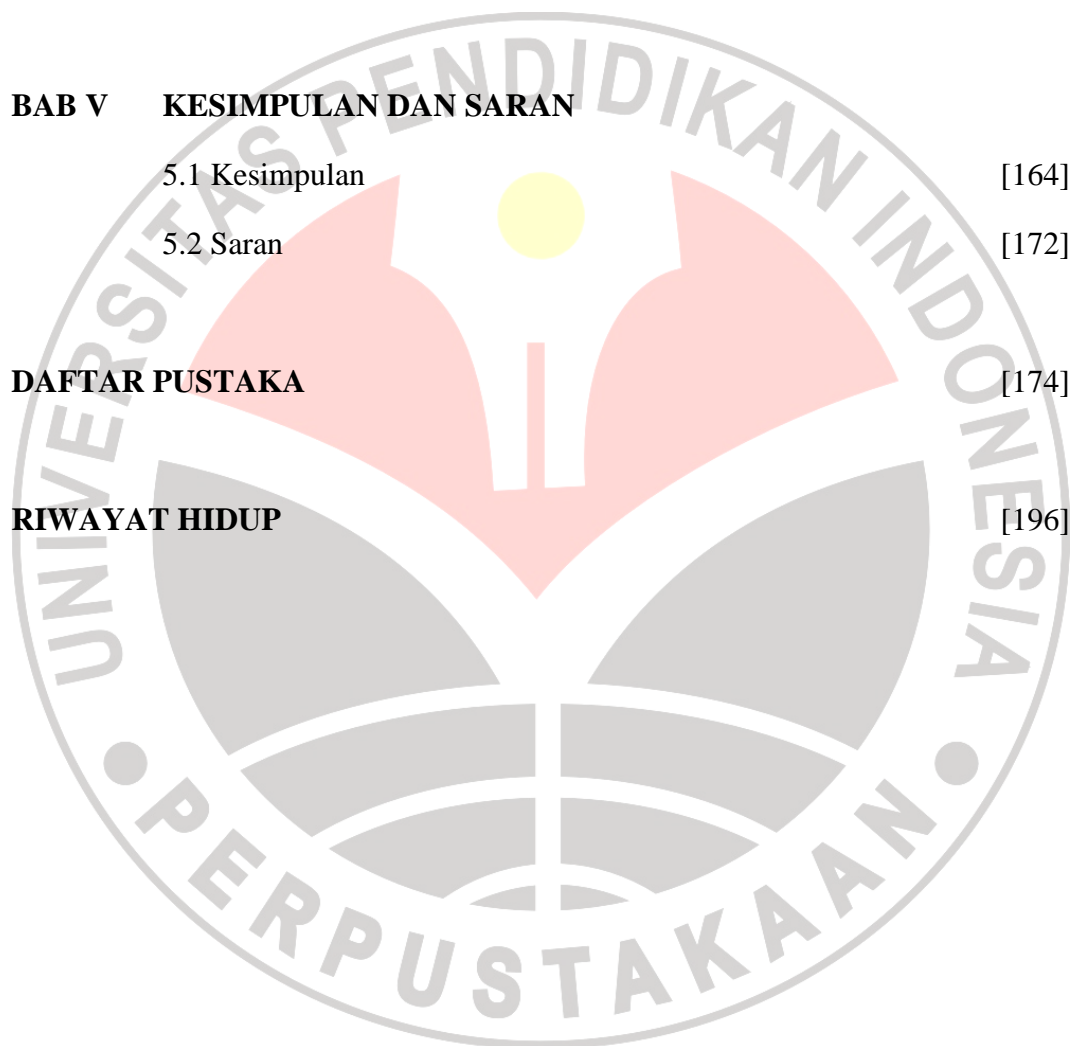 BAB V KESIMPULAN DAN SARAN
5.1 Kesimpulan [164]
5.2 Saran [172]
DAFTAR PUSTAKA [174]
RIWAYAT HIDUP [196]
UNIVERSITAS PENDIDIKAN INDONESIA
PERPUSTAKAAN